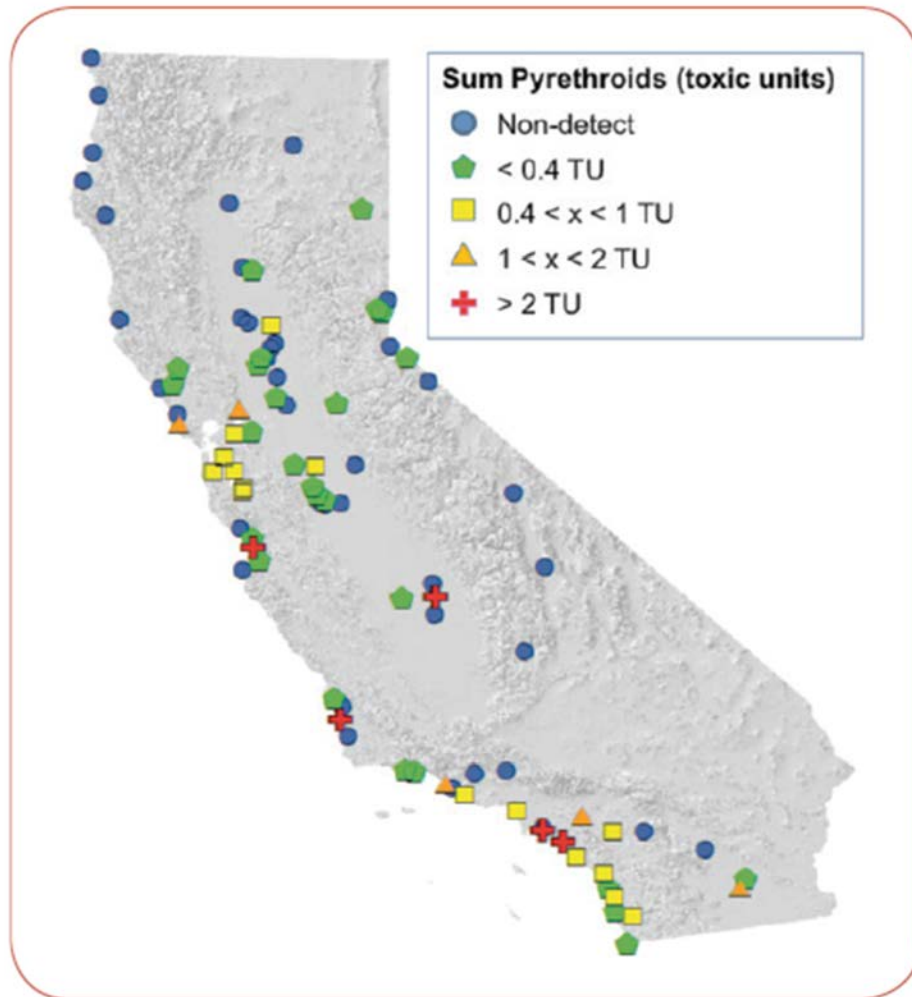 Sum Pyrethroids (toxic units)
Non-detect
< 0.4 TU
0.4 < x < 1 TU
1 < x < 2 TU
> 2 TU